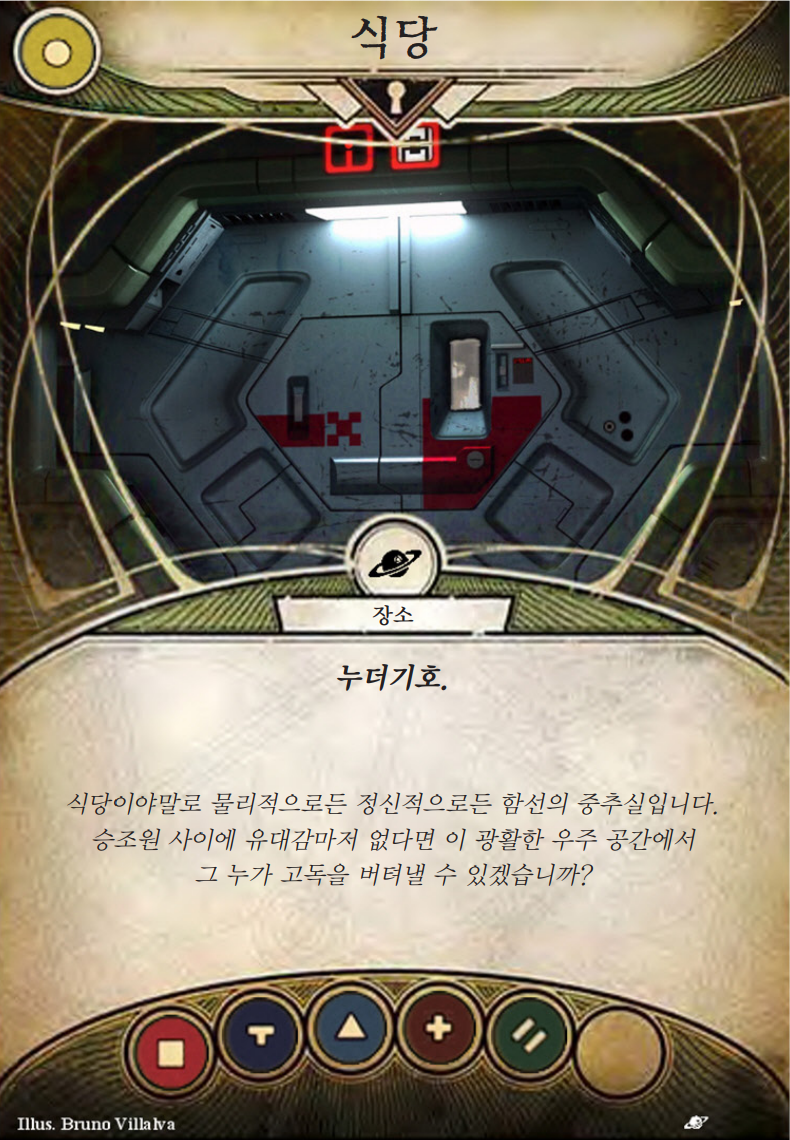 식당
장소
누더기호.
식당이야말로 물리적으로든 정신적으로든 함선의 중추실입니다.
승조원 사이에 유대감마저 없다면 이 광활한 우주 공간에서
그 누가 고독을 버텨낼 수 있겠습니까?
Illus. Bruno Villalva